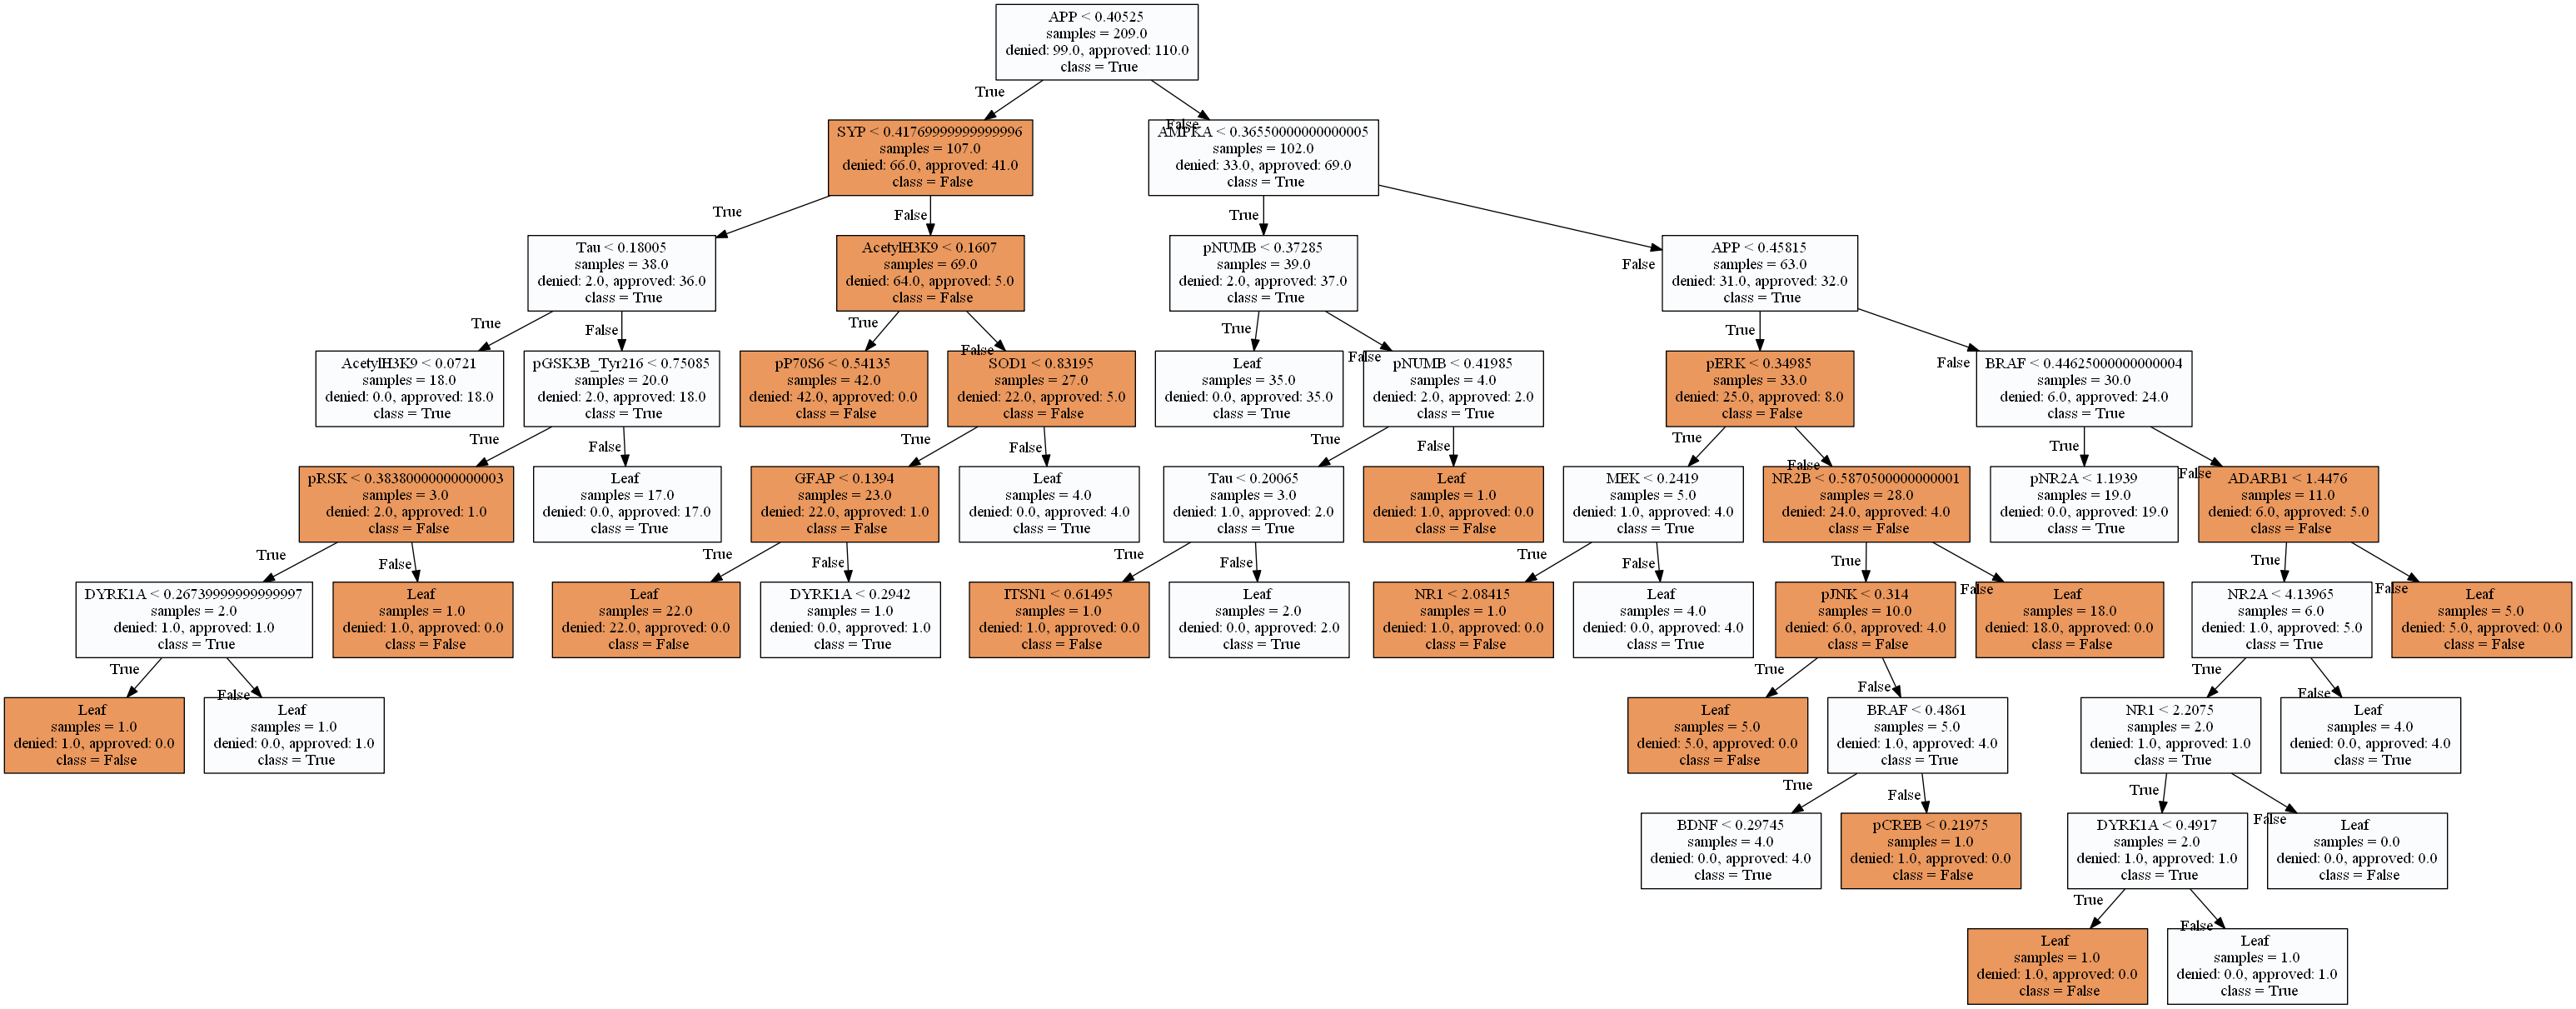 APP < 0.40525
samples = 209.0
denied: 99.0, approved: 110.0
class = True
True
False
SYP < 0.41769999999999996
samples = 107.0
denied: 66.0, approved: 41.0
class = False
AMPKA < 0.36550000000000005
samples = 102.0
denied: 33.0, approved: 69.0
class = True
True
False
True
False
Tau < 0.18005
samples = 38.0
denied: 2.0, approved: 36.0
class = True
AcetylH3K9 < 0.1607
samples = 69.0
denied: 64.0, approved: 5.0
class = False
pNUMB < 0.37285
samples = 39.0
denied: 2.0, approved: 37.0
class = True
APP < 0.45815
samples = 63.0
denied: 31.0, approved: 32.0
class = True
True
False
True
False
True
False
True
False
AcetylH3K9 < 0.0721
samples = 18.0
denied: 0.0, approved: 18.0
class = True
pGSK3B_Tyr216 < 0.75085
samples = 20.0
denied: 2.0, approved: 18.0
class = True
pP70S6 < 0.54135
samples = 42.0
denied: 42.0, approved: 0.0
class = False
SOD1 < 0.83195
samples = 27.0
denied: 22.0, approved: 5.0
class = False
Leaf
samples = 35.0
denied: 0.0, approved: 35.0
class = True
pNUMB < 0.41985
samples = 4.0
denied: 2.0, approved: 2.0
class = True
pERK < 0.34985
samples = 33.0
denied: 25.0, approved: 8.0
class = False
BRAF < 0.44625000000000004
samples = 30.0
denied: 6.0, approved: 24.0
class = True
True
False
True
False
True
False
True
False
True
False
pRSK < 0.38380000000000003
samples = 3.0
denied: 2.0, approved: 1.0
class = False
Leaf
samples = 17.0
denied: 0.0, approved: 17.0
class = True
GFAP < 0.1394
samples = 23.0
denied: 22.0, approved: 1.0
class = False
Leaf
samples = 4.0
denied: 0.0, approved: 4.0
class = True
Tau < 0.20065
samples = 3.0
denied: 1.0, approved: 2.0
class = True
Leaf
samples = 1.0
denied: 1.0, approved: 0.0
class = False
MEK < 0.2419
samples = 5.0
denied: 1.0, approved: 4.0
class = True
NR2B < 0.5870500000000001
samples = 28.0
denied: 24.0, approved: 4.0
class = False
pNR2A < 1.1939
samples = 19.0
denied: 0.0, approved: 19.0
class = True
ADARB1 < 1.4476
samples = 11.0
denied: 6.0, approved: 5.0
class = False
True
False
True
False
True
False
True
False
True
False
True
False
DYRK1A < 0.26739999999999997
samples = 2.0
denied: 1.0, approved: 1.0
class = True
Leaf
samples = 1.0
denied: 1.0, approved: 0.0
class = False
Leaf
samples = 22.0
denied: 22.0, approved: 0.0
class = False
DYRK1A < 0.2942
samples = 1.0
denied: 0.0, approved: 1.0
class = True
ITSN1 < 0.61495
samples = 1.0
denied: 1.0, approved: 0.0
class = False
Leaf
samples = 2.0
denied: 0.0, approved: 2.0
class = True
NR1 < 2.08415
samples = 1.0
denied: 1.0, approved: 0.0
class = False
Leaf
samples = 4.0
denied: 0.0, approved: 4.0
class = True
pJNK < 0.314
samples = 10.0
denied: 6.0, approved: 4.0
class = False
Leaf
samples = 18.0
denied: 18.0, approved: 0.0
class = False
NR2A < 4.13965
samples = 6.0
denied: 1.0, approved: 5.0
class = True
Leaf
samples = 5.0
denied: 5.0, approved: 0.0
class = False
True
False
True
False
True
False
Leaf
samples = 1.0
denied: 1.0, approved: 0.0
class = False
Leaf
samples = 1.0
denied: 0.0, approved: 1.0
class = True
Leaf
samples = 5.0
denied: 5.0, approved: 0.0
class = False
BRAF < 0.4861
samples = 5.0
denied: 1.0, approved: 4.0
class = True
NR1 < 2.2075
samples = 2.0
denied: 1.0, approved: 1.0
class = True
Leaf
samples = 4.0
denied: 0.0, approved: 4.0
class = True
True
False
True
False
BDNF < 0.29745
samples = 4.0
denied: 0.0, approved: 4.0
class = True
pCREB < 0.21975
samples = 1.0
denied: 1.0, approved: 0.0
class = False
DYRK1A < 0.4917
samples = 2.0
denied: 1.0, approved: 1.0
class = True
Leaf
samples = 0.0
denied: 0.0, approved: 0.0
class = False
True
False
Leaf
samples = 1.0
denied: 1.0, approved: 0.0
class = False
Leaf
samples = 1.0
denied: 0.0, approved: 1.0
class = True